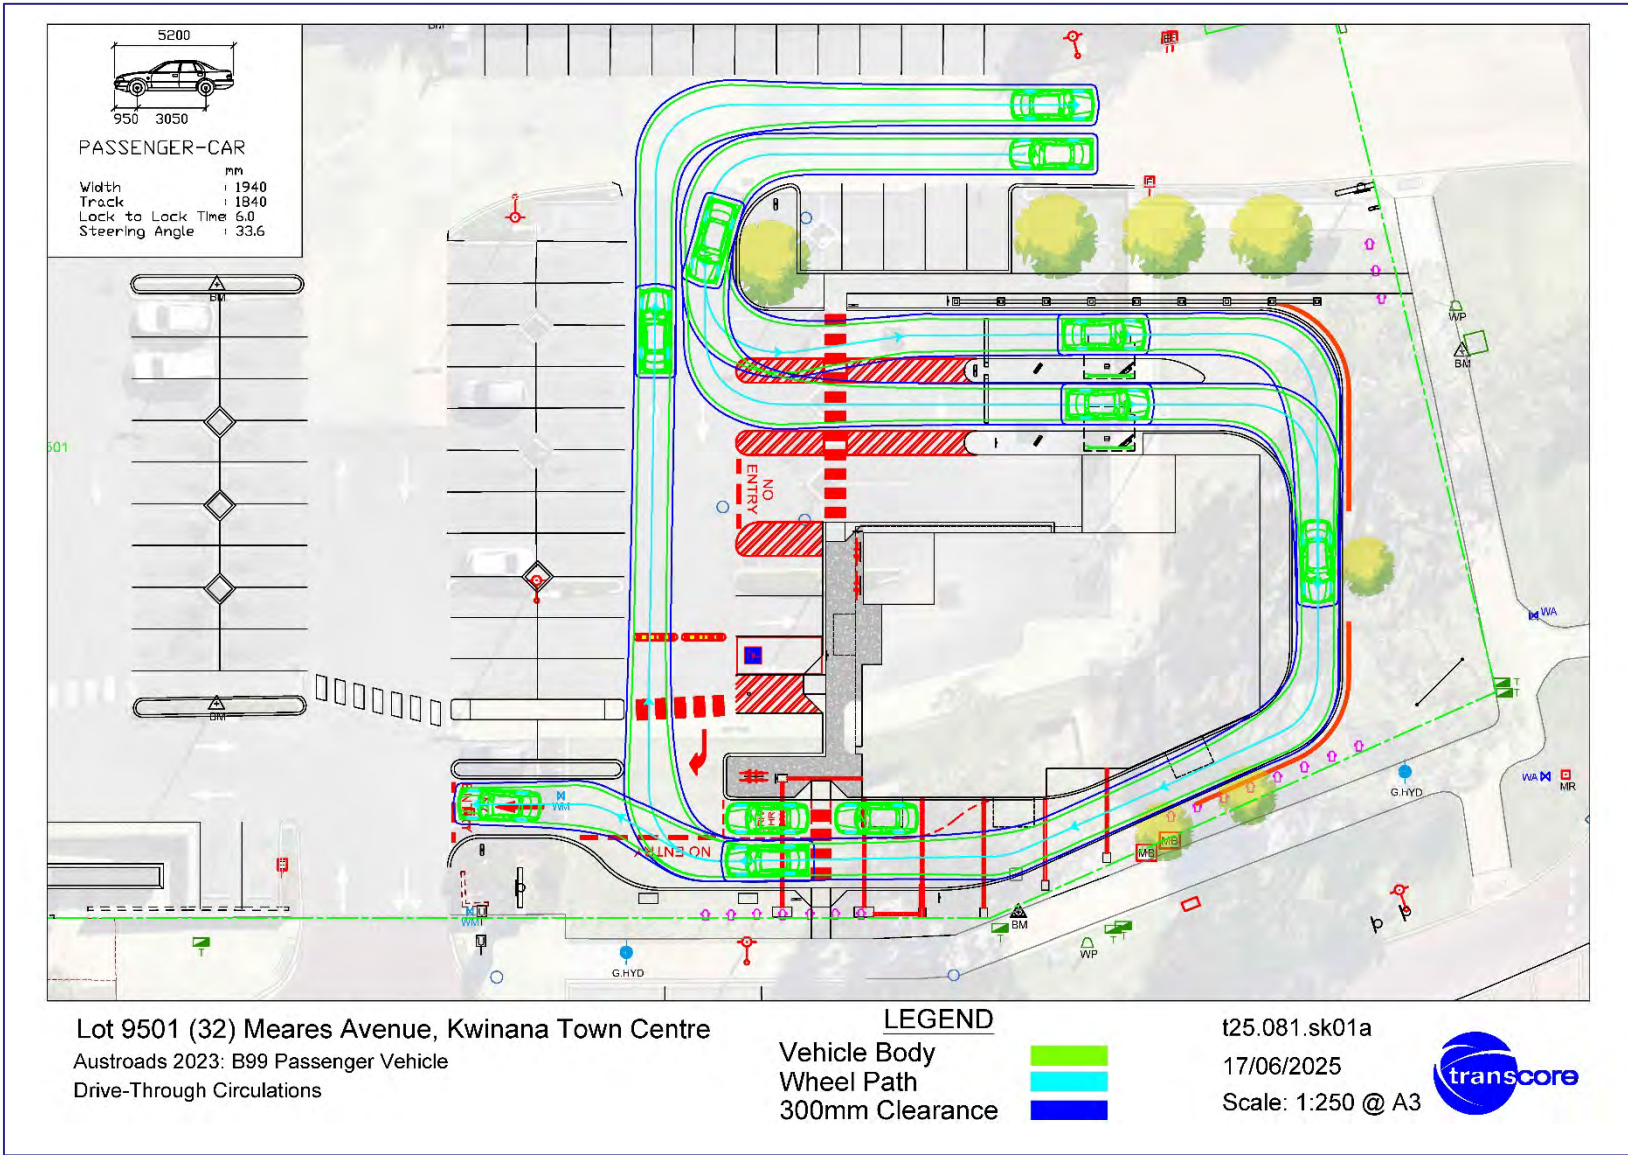 5200
950 3050
PASSENGER-CAR
mm
Width : 1940
Track : 1840
Lock to Lock Time : 6.0
Steering Angle : 33.6
BM
BM
WP
BM
501
NO
ENTRY
WA
T
T
BM
WM
NO ENTRY
WA
MR
G.HYD
MB
MB
WM
BM
T
T
T
T
WP
G.HYD
Lot 9501 (32) Meares Avenue, Kwinana Town Centre
Austroads 2023: B99 Passenger Vehicle
Drive-Through Circulations
LEGEND
Vehicle Body
Wheel Path
300mm Clearance
t25.081.sk01a
17/06/2025
Scale: 1:250 @ A3
transcore